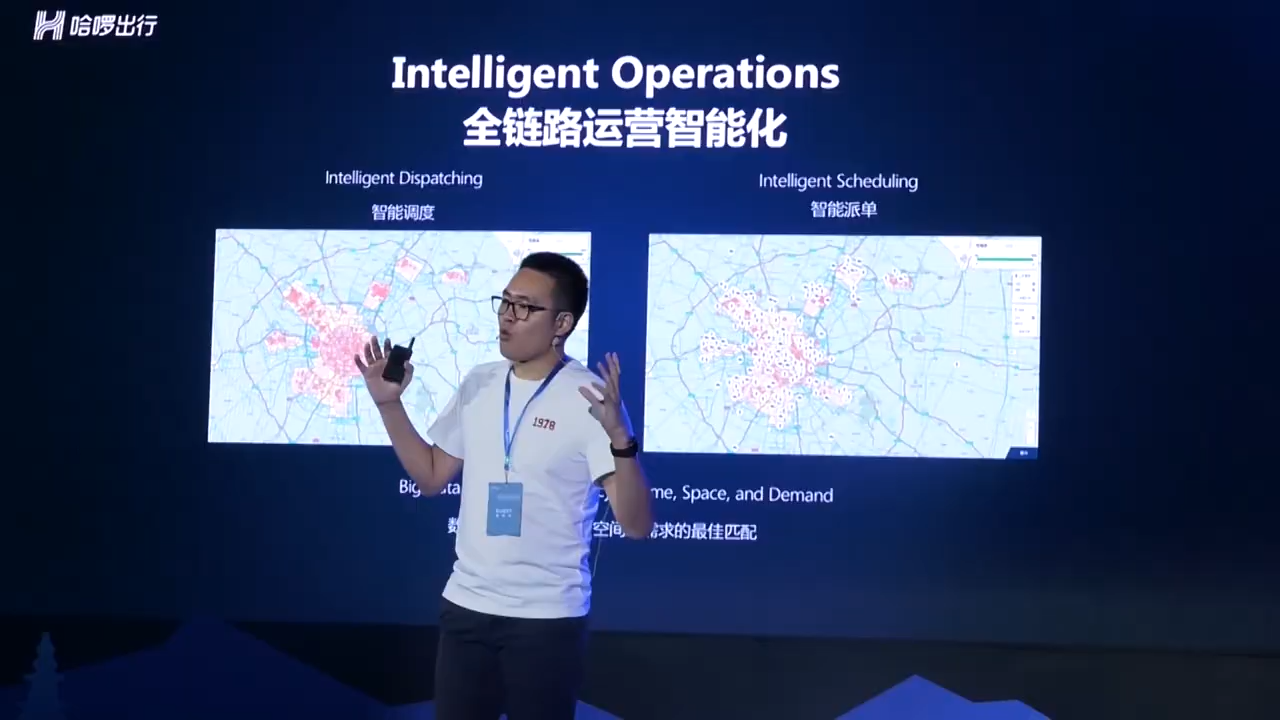 哈啰出行
Intelligent Operations
全链路运营智能化
Intelligent Dispatching
智能调度
Intelligent Scheduling
智能派单
1978
Big me, Space, and Demand
空间 需求的最佳匹配